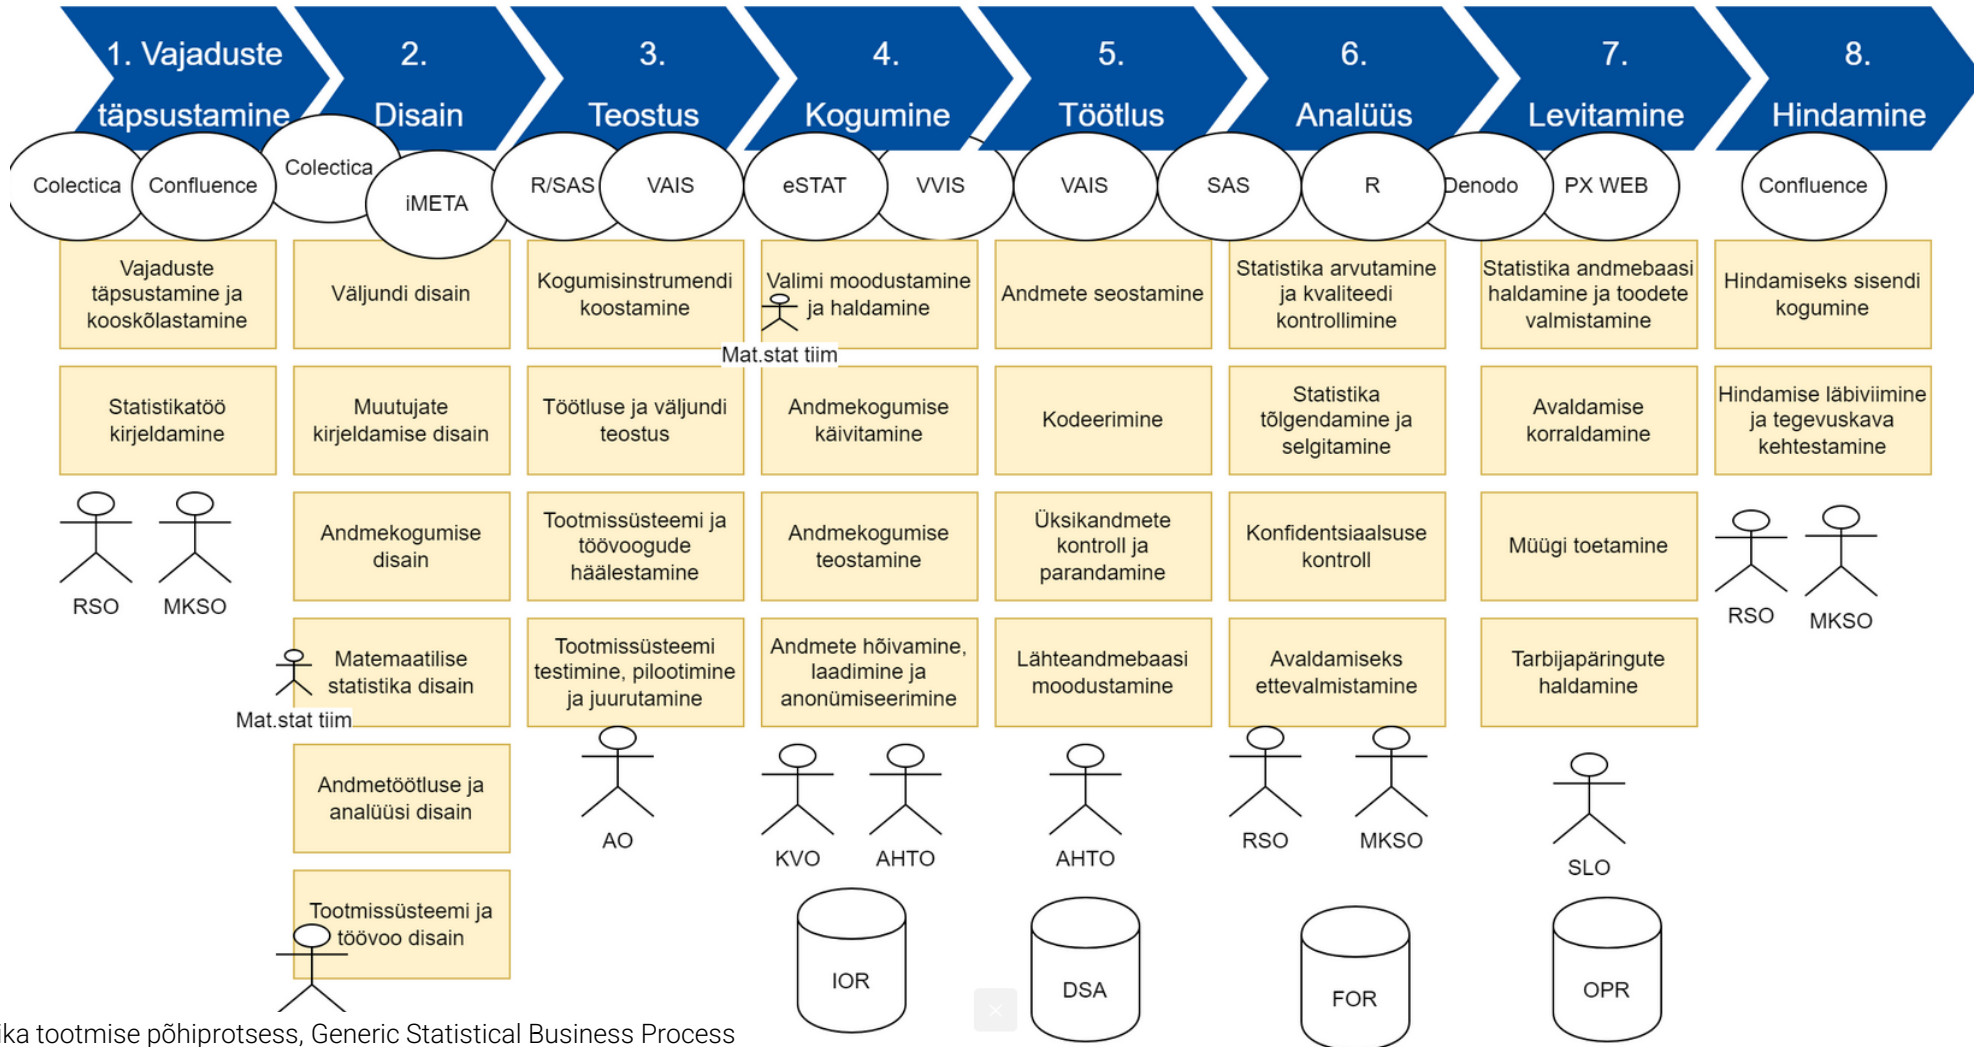 1. Vajaduste
täpsustamine
2.
Disain
3.
Teostus
4.
Kogumine
5.
Töötlus
6.
Analüüs
7.
Levitamine
8.
Hindamine
Colectica
Confluence
Colectica
iMETA
R/SAS
VAIS
eSTAT
VVIS
VAIS
SAS
R
Denodo
PX WEB
Confluence
Vajaduste
täpsustamine ja
kooskõlastamine
Statistikatöö
kirjeldamine
RSO
MKSO
Väljundi disain
Muutujate
kirjeldamise disain
Andmekogumise
disain
Matemaatilise
statistika disain
Mat.stat tiim
Andmetöötluse ja
analüüsi disain
Tootmissüsteemi ja
töövoo disain
Kogumisinstrumendi
koostamine
Töötluse ja väljundi
teostus
Tootmissüsteemi ja
töövoogude
häälestamine
Tootmissüsteemi
testimine, pilootimine
ja juurutamine
AO
Valimi moodustamine
ja haldamine
Mat.stat tiim
Andmekogumise
käivitamine
Andmekogumise
teostamine
Andmete hõivamine,
laadimine ja
anonümiseerimine
KVO
AHTO
IOR
Andmete seostamine
Kodeerimine
Üksikandmete
kontroll ja
parandamine
Lähteandmebaasi
moodustamine
AHTO
DSA
Statistika arvutamine
ja kvaliteedi
kontrollimine
Statistika
tõlgendamine ja
selgitamine
Konfidentsiaalsuse
kontroll
Avaldamiseks
ettevalmistamine
RSO
MKSO
FOR
Statistika andmebaasi
haldamine ja toodete
valmistamine
Avaldamise
korraldamine
Müügi toetamine
Tarbijapäringute
haldamine
SLO
OPR
Hindamiseks sisendi
kogumine
Hindamise läbiviimine
ja tegevuskava
kehtestamine
RSO
MKSO
ika tootmise põhiprotsess, Generic Statistical Business Process